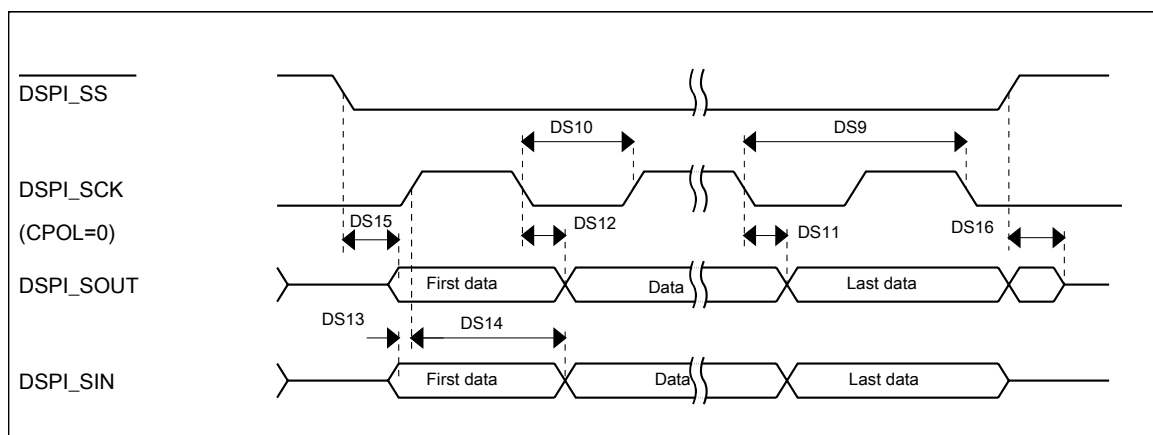 DSPI_SS
DS10
DS9
DSPI_SCK
DS15
DS12
DS11
DS16
(CPOL=0)
DSPI_SOUT
First data
Data
Last data
DS13
DS14
DSPI_SIN
First data
Data
Last data